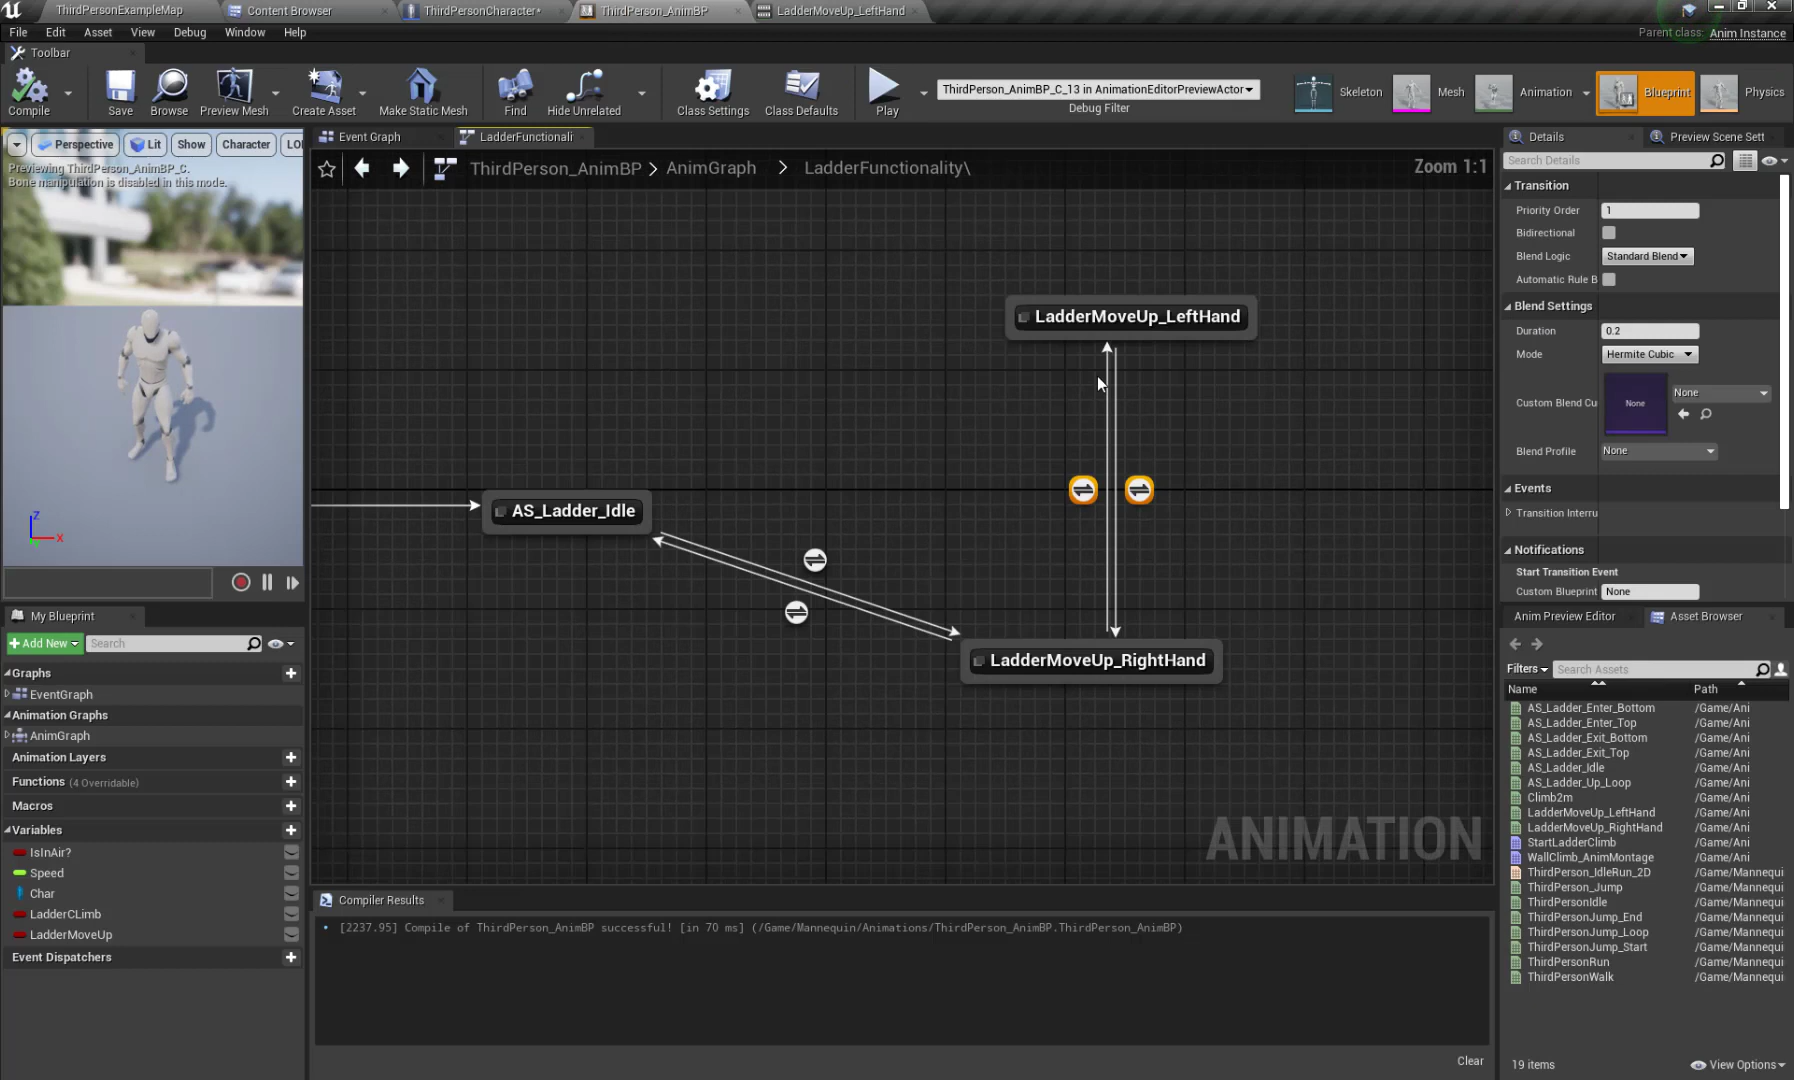 ThirdPersonExampleMap
Content Browser
ThirdPersonCharacter*
ThirdPerson_AnimBP
LadderMoveUp_LeftHand
File Edit Asset View Debug Window Help
Parent class: Anim Instance
Toolbar
Compile
Save
Browse
Preview Mesh
Create Asset
Make Static Mesh
Find
Hide Unrelated
Class Settings
Class Defaults
Play
ThirdPerson_AnimBP_C_13 in AnimationEditorPreviewActor
Debug Filter
Skeleton
Mesh
Animation
Blueprint
Physics
Perspective Lit Show Character LO
Previewing ThirdPerson_AnimBP_C.
Bone manipulation is disabled in this mode.
Z
X
Event Graph
LadderFunctionali
ThirdPerson_AnimBP > AnimGraph > LadderFunctionality\
Zoom 1:1
LadderMoveUp_LeftHand
AS_Ladder_Idle
LadderMoveUp_RightHand
ANIMATION
My Blueprint
Add New
Search
Graphs
EventGraph
Animation Graphs
AnimGraph
Animation Layers
Functions (4 Overridable)
Macros
Variables
IsInAir?
Speed
Char
LadderCLimb
LadderMoveUp
Event Dispatchers
Compiler Results
[2237.95] Compile of ThirdPerson_AnimBP successful! [in 70 ms] (/Game/Mannequin/Animations/ThirdPerson_AnimBP.ThirdPerson_AnimBP)
Clear
Details
Preview Scene Sett
Search Details
Transition
Priority Order 1
Bidirectional
Blend Logic Standard Blend
Automatic Rule B
Blend Settings
Duration 0.2
Mode Hermite Cubic
Custom Blend Cu None None
Blend Profile None
Events
Transition Interru
Notifications
Start Transition Event
Custom Blueprint None
Anim Preview Editor
Asset Browser
Filters
Search Assets
Name Path
AS_Ladder_Enter_Bottom /Game/Ani
AS_Ladder_Enter_Top /Game/Ani
AS_Ladder_Exit_Bottom /Game/Ani
AS_Ladder_Exit_Top /Game/Ani
AS_Ladder_Idle /Game/Ani
AS_Ladder_Up_Loop /Game/Ani
Climb2m /Game/Ani
LadderMoveUp_LeftHand /Game/Ani
LadderMoveUp_RightHand /Game/Ani
StartLadderClimb /Game/Ani
WallClimb_AnimMontage /Game/Ani
ThirdPerson_IdleRun_2D /Game/Mannequi
ThirdPerson_Jump /Game/Mannequi
ThirdPersonIdle /Game/Mannequi
ThirdPersonJump_End /Game/Mannequi
ThirdPersonJump_Loop /Game/Mannequi
ThirdPersonJump_Start /Game/Mannequi
ThirdPersonRun /Game/Mannequi
ThirdPersonWalk /Game/Mannequi
19 items
View Options